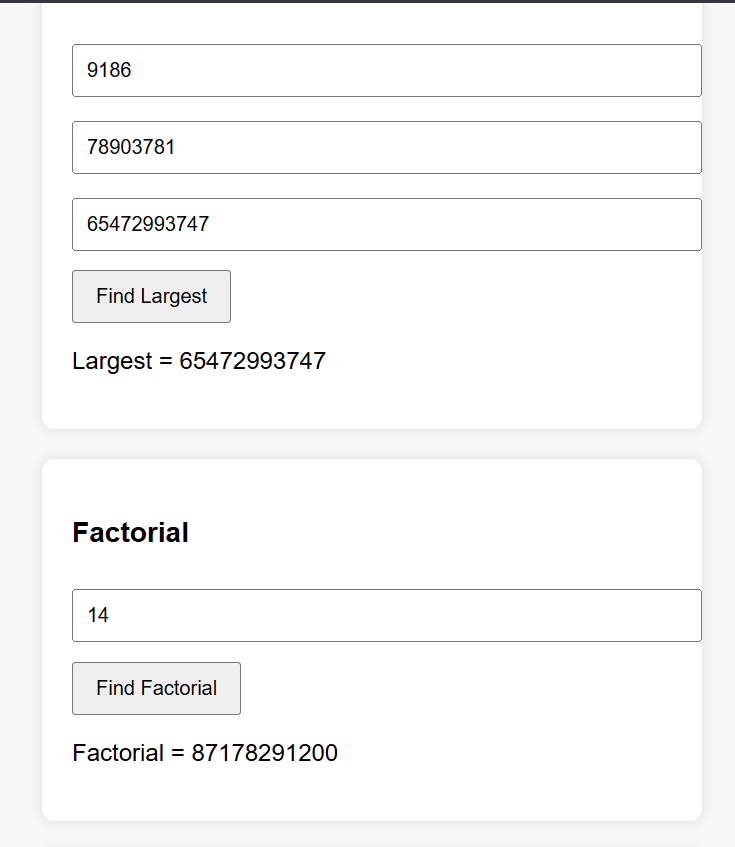 9186
78903781
65472993747
Find Largest
Largest = 65472993747
Factorial
14
Find Factorial
Factorial = 87178291200